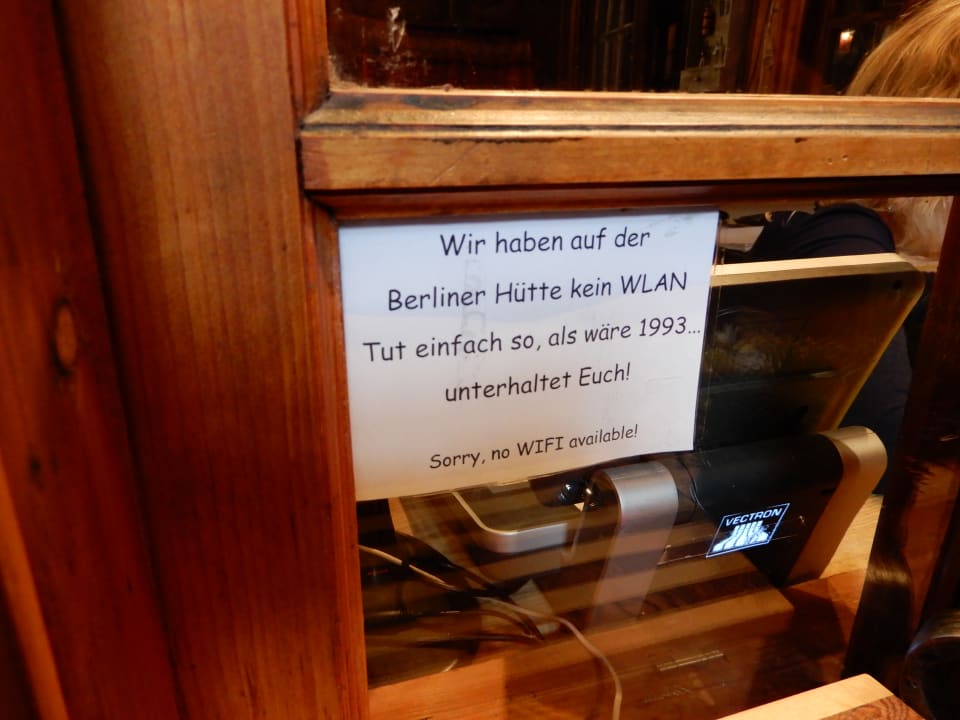 Wir haben auf der
Berliner Hütte kein WLAN
Tut einfach so, als wäre 1993...
unterhaltet Euch!
Sorry, no WIFI available!
VECTRON